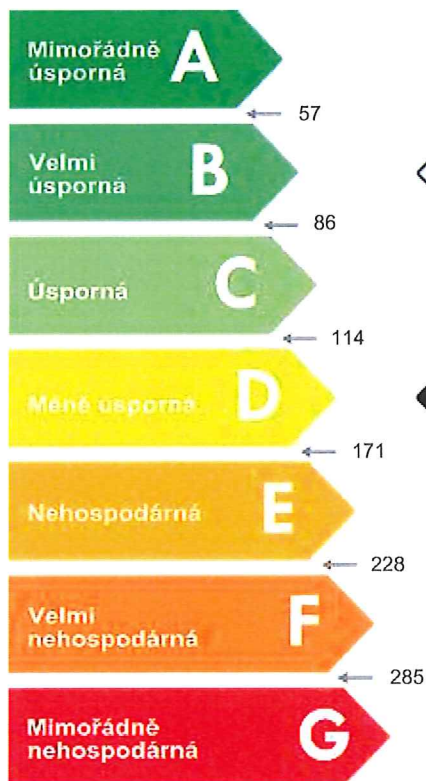 Mimořádně
úsporná
A
57
Velmi
úsporná
B
86
Úsporná
C
114
Méně úsporná
D
171
Nehospodárná
E
228
Velmi
nehospodárná
F
285
Mimořádně
nehospodárná
G